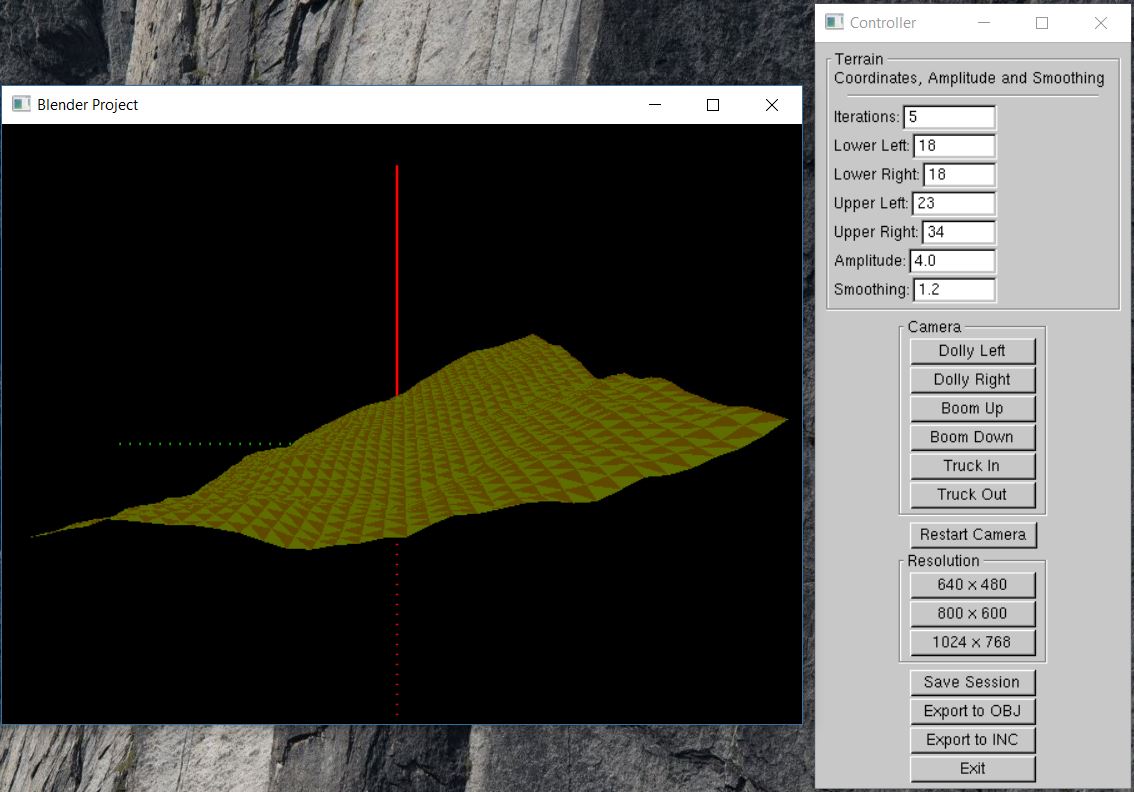 Blender Project
Controller
Terrain
Coordinates, Amplitude and Smoothing
Iterations: 5
Lower Left: 18
Lower Right: 18
Upper Left: 23
Upper Right: 34
Amplitude: 4.0
Smoothing: 1.2
Camera
Dolly Left
Dolly Right
Boom Up
Boom Down
Truck In
Truck Out
Restart Camera
Resolution
640 x 480
800 x 600
1024 x 768
Save Session
Export to OBJ
Export to INC
Exit